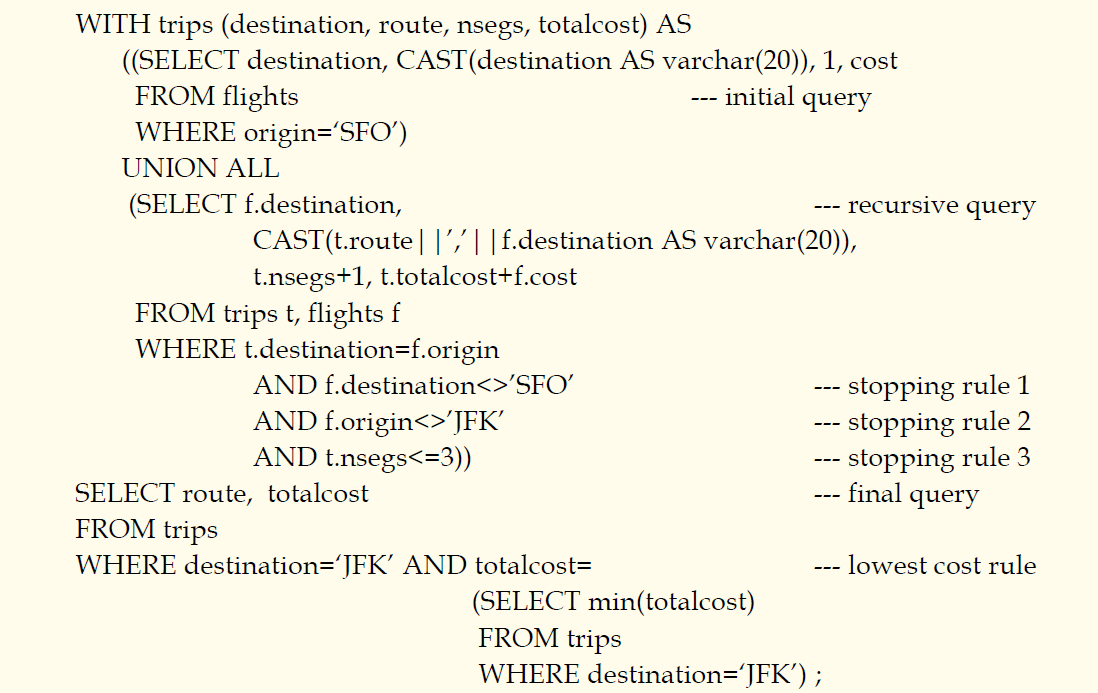 WITH trips (destination, route, nsegs, totalcost) AS
((SELECT destination, CAST(destination AS varchar(20)), 1, cost
FROM flights --- initial query
WHERE origin=‘SFO’)
UNION ALL
(SELECT f.destination, --- recursive query
CAST(t.route||’,’||f.destination AS varchar(20)),
t.nsegs+1, t.totalcost+f.cost
FROM trips t, flights f
WHERE t.destination=f.origin
AND f.destination<>’SFO’ --- stopping rule 1
AND f.origin<>’JFK’ --- stopping rule 2
AND t.nsegs<=3)) --- stopping rule 3
SELECT route, totalcost --- final query
FROM trips
WHERE destination=‘JFK’ AND totalcost= --- lowest cost rule
(SELECT min(totalcost)
FROM trips
WHERE destination=‘JFK’) ;